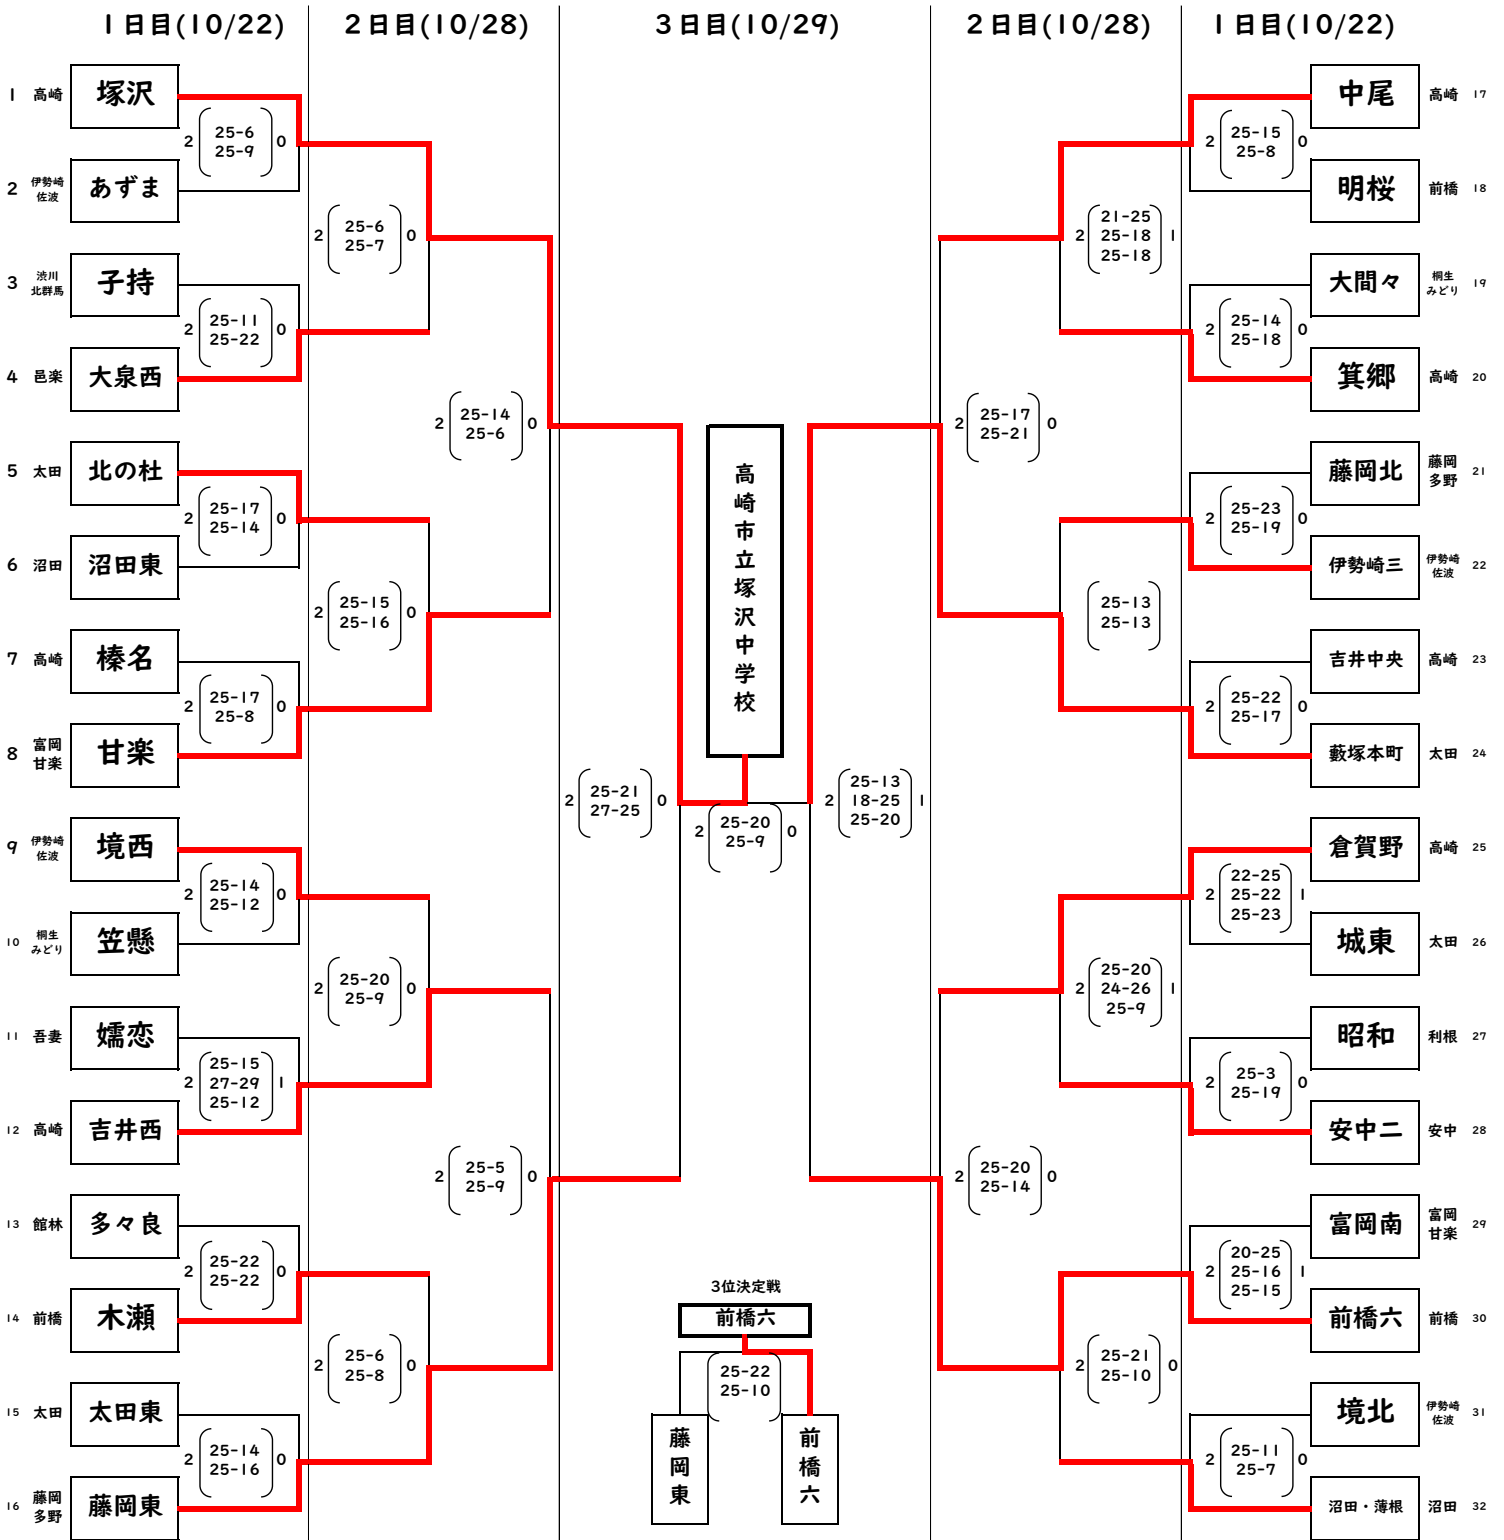 1日目(10/22)
2日目(10/28)
3日目(10/29)
2日目(10/28)
1日目(10/22)
1 高崎 塚沢
2 25-6 0
25-9
2 伊勢崎佐波 あずま
2 25-6 0
25-7
3 渋川北群馬 子持
2 25-11 0
25-22
4 邑楽 大泉西
2 25-14 0
25-6
5 太田 北の杜
2 25-17 0
25-14
6 沼田 沼田東
2 25-15 0
25-16
7 高崎 榛名
2 25-17 0
25-8
8 富岡甘楽 甘楽
2 25-21 0
27-25
9 伊勢崎佐波 境西
2 25-14 0
25-12
10 桐生みどり 笠懸
2 25-20 0
25-9
11 吾妻 嬬恋
2 25-15 1
27-29
25-12
12 高崎 吉井西
2 25-5 0
25-9
13 館林 多々良
2 25-22 0
25-22
14 前橋 木瀬
2 25-6 0
25-8
15 太田 太田東
2 25-14 0
25-16
16 藤岡多野 藤岡東
高崎市立塚沢中学校
2 25-20 0
25-9
3位決定戦
前橋六
25-22
25-10
藤岡東
前橋六
中尾 高崎 17
2 25-15 0
25-8
明桜 前橋 18
2 21-25 1
25-18
25-18
大間々 桐生みどり 19
2 25-14 0
25-18
箕郷 高崎 20
2 25-17 0
25-21
藤岡北 藤岡多野 21
2 25-23 0
25-19
伊勢崎三 伊勢崎佐波 22
25-13
25-13
吉井中央 高崎 23
2 25-22 0
25-17
藪塚本町 太田 24
2 25-13 1
18-25
25-20
倉賀野 高崎 25
2 22-25 1
25-22
25-23
城東 太田 26
2 25-20 1
24-26
25-9
昭和 利根 27
2 25-3 0
25-19
安中二 安中 28
2 25-20 0
25-14
富岡南 富岡甘楽 29
2 20-25 1
25-16
25-15
前橋六 前橋 30
2 25-21 0
25-10
境北 伊勢崎佐波 31
2 25-11 0
25-7
沼田・薄根 沼田 32